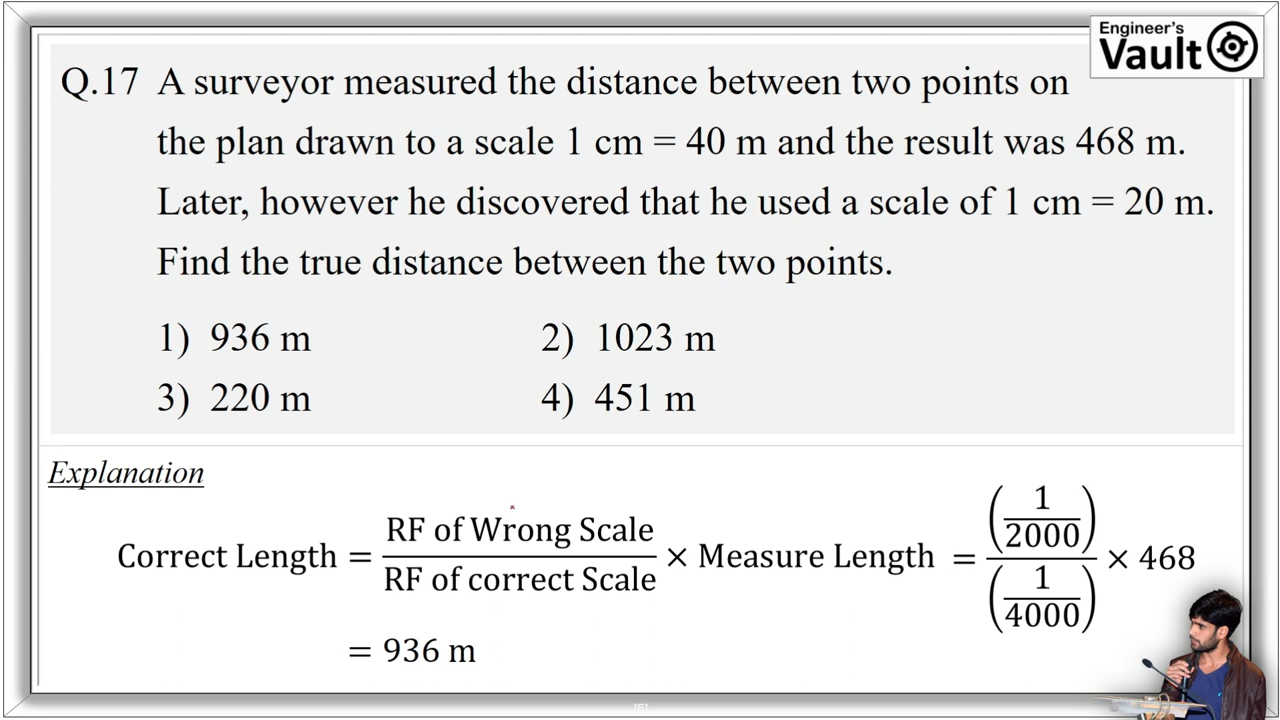 Engineer's
Vault
Q.17 A surveyor measured the distance between two points on
the plan drawn to a scale 1 cm = 40 m and the result was 468 m.
Later, however he discovered that he used a scale of 1 cm = 20 m.
Find the true distance between the two points.
1) 936 m 2) 1023 m
3) 220 m 4) 451 m
Explanation
Correct Length = RF of Wrong Scale / RF of correct Scale × Measure Length = (1/2000) / (1/4000) × 468
= 936 m